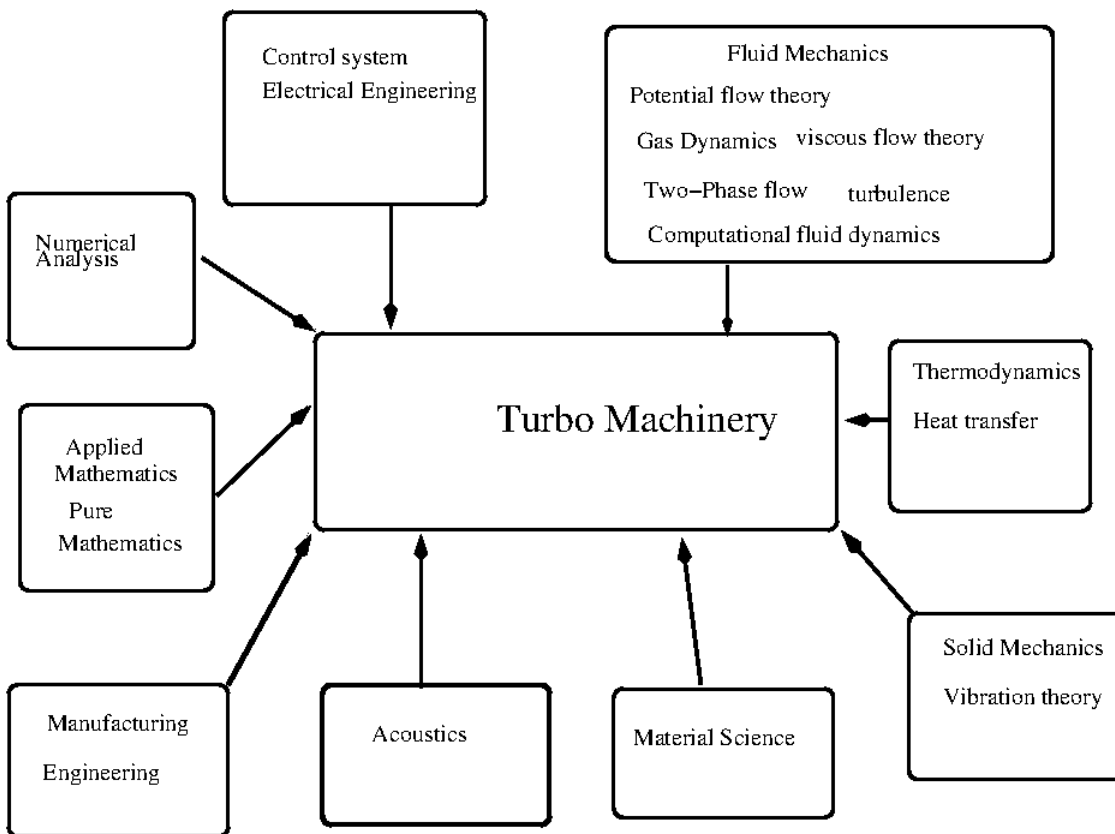 Control system
Electrical Engineering
Fluid Mechanics
Potential flow theory
Gas Dynamics viscous flow theory
Two-Phase flow turbulence
Computational fluid dynamics
Numerical
Analysis
Turbo Machinery
Thermodynamics
Heat transfer
Applied
Mathematics
Pure
Mathematics
Solid Mechanics
Vibration theory
Manufacturing
Engineering
Acoustics
Material Science